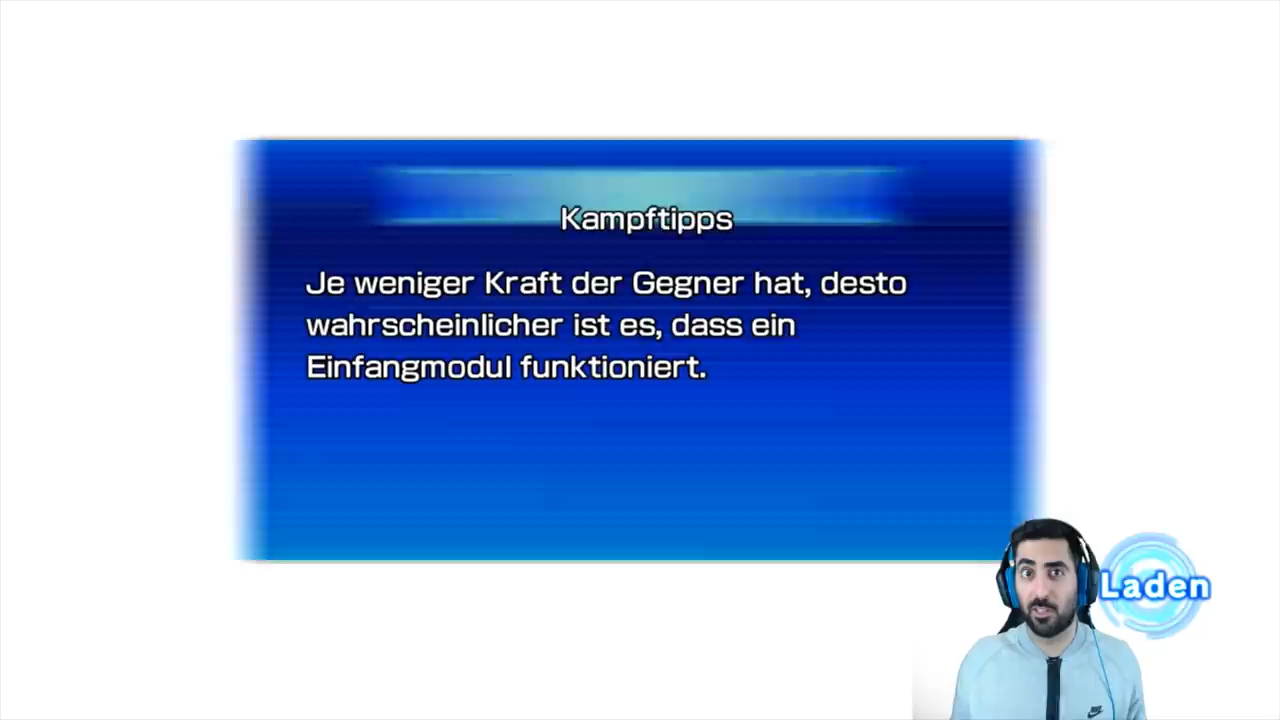 Kampftipps
Je weniger Kraft der Gegner hat, desto
wahrscheinlicher ist es, dass ein
Einfangmodul funktioniert.
Laden